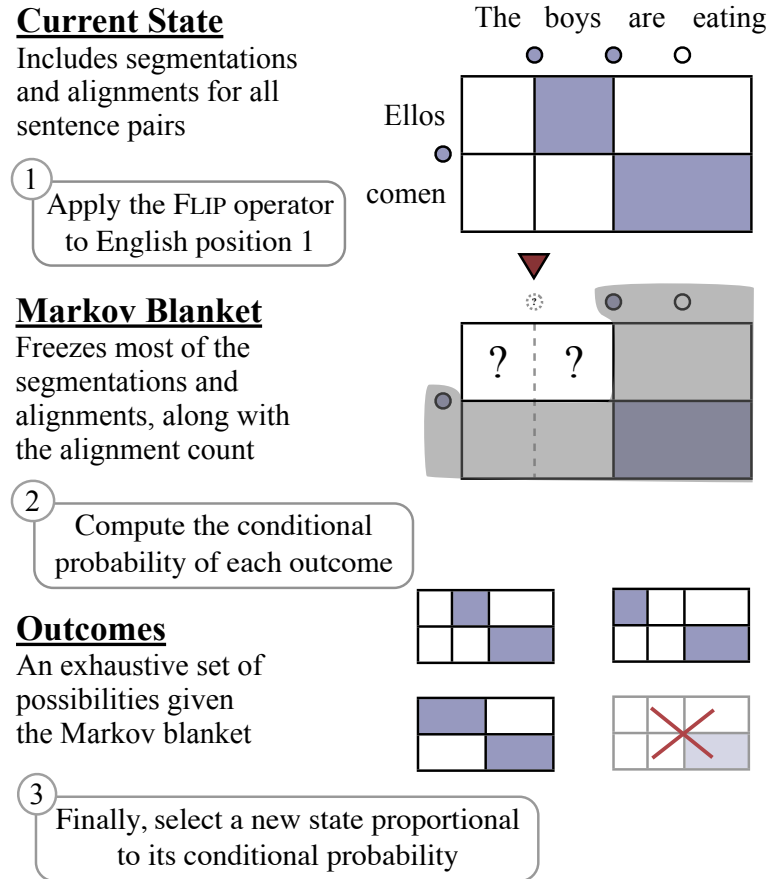 Current State
Includes segmentations
and alignments for all
sentence pairs
The boys are eating
Ellos
comen
1
Apply the FLIP operator
to English position 1
Markov Blanket
Freezes most of the
segmentations and
alignments, along with
the alignment count
?
? ?
2
Compute the conditional
probability of each outcome
Outcomes
An exhaustive set of
possibilities given
the Markov blanket
3
Finally, select a new state proportional
to its conditional probability